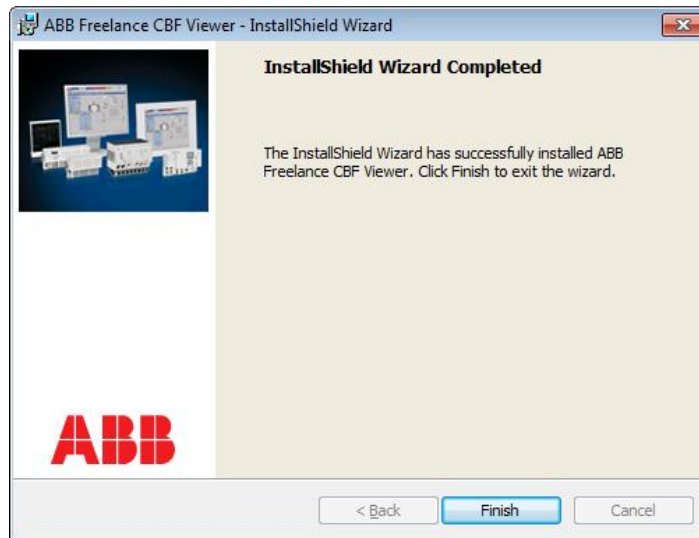 ABB Freelance CBF Viewer - InstallShield Wizard
InstallShield Wizard Completed
The InstallShield Wizard has successfully installed ABB
Freelance CBF Viewer. Click Finish to exit the wizard.
ABB
< Back
Finish
Cancel